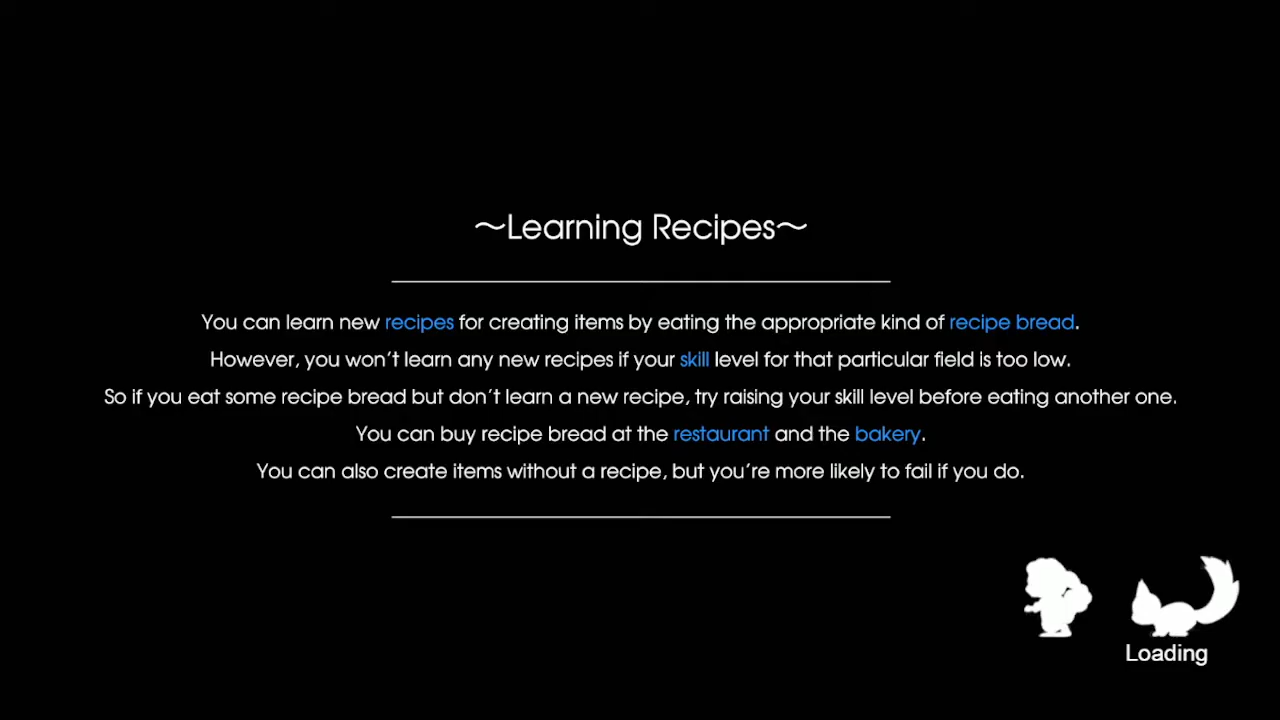 ～Learning Recipes～
You can learn new recipes for creating items by eating the appropriate kind of recipe bread.
However, you won't learn any new recipes if your skill level for that particular field is too low.
So if you eat some recipe bread but don't learn a new recipe, try raising your skill level before eating another one.
You can buy recipe bread at the restaurant and the bakery.
You can also create items without a recipe, but you're more likely to fail if you do.
Loading